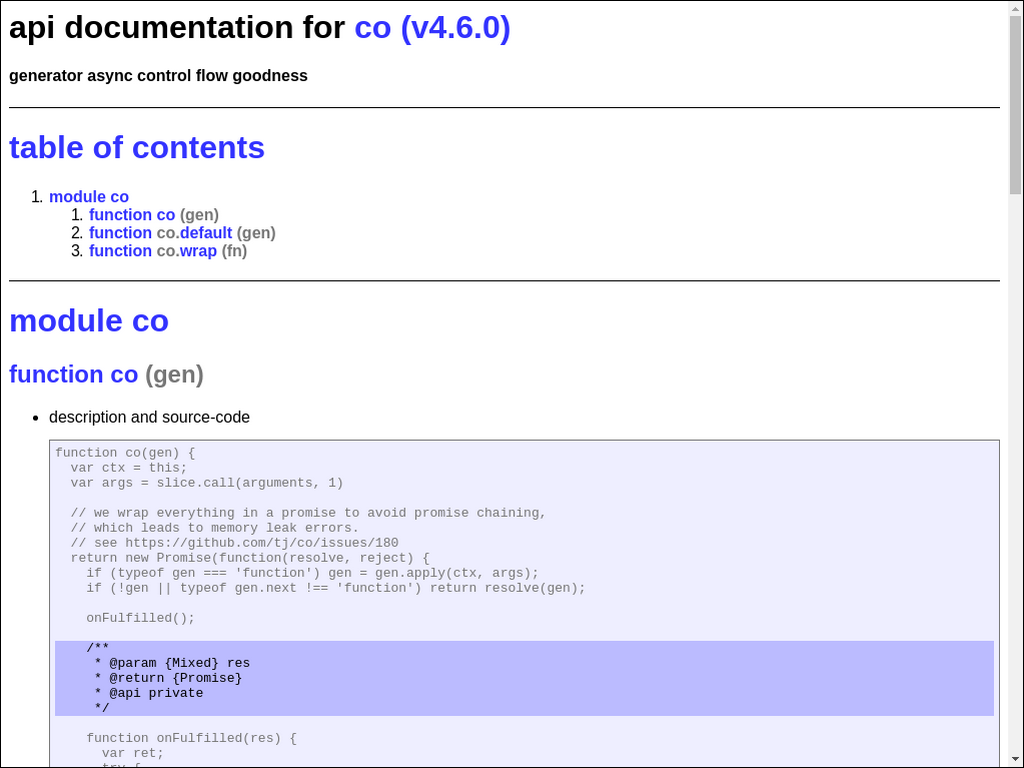 api documentation for co (v4.6.0)
generator async control flow goodness
table of contents
1. module co
1. function co (gen)
2. function co.default (gen)
3. function co.wrap (fn)
module co
function co (gen)
• description and source-code
function co(gen) {
  var ctx = this;
  var args = slice.call(arguments, 1)
  // we wrap everything in a promise to avoid promise chaining,
  // which leads to memory leak errors.
  // see https://github.com/tj/co/issues/180
  return new Promise(function(resolve, reject) {
    if (typeof gen === 'function') gen = gen.apply(ctx, args);
    if (!gen || typeof gen.next !== 'function') return resolve(gen);
    onFulfilled();
    /**
     * @param {Mixed} res
     * @return {Promise}
     * @api private
     */
    function onFulfilled(res) {
      var ret;
      try {